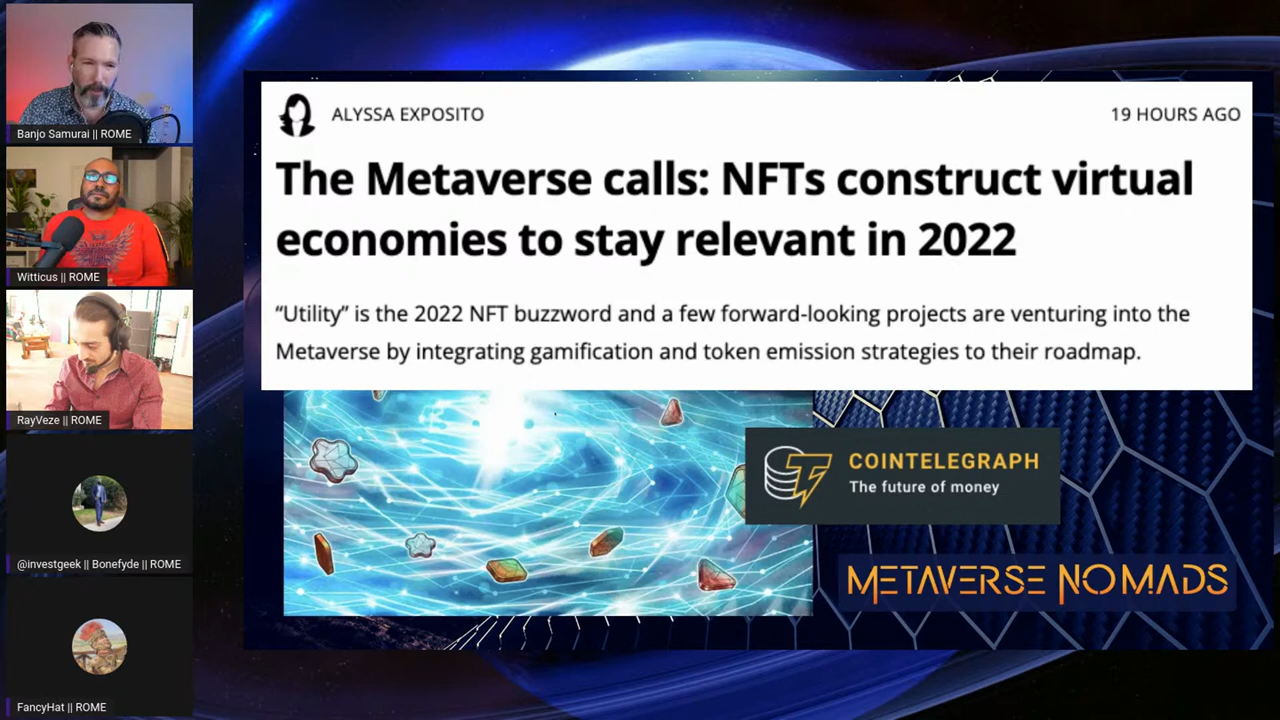 Banjo Samurai || ROME
Witticus || ROME
RayVeze || ROME
@investgeek || Bonefyde || ROME
FancyHat || ROME
ALYSSA EXPOSITO
19 HOURS AGO
The Metaverse calls: NFTs construct virtual
economies to stay relevant in 2022
“Utility” is the 2022 NFT buzzword and a few forward-looking projects are venturing into the
Metaverse by integrating gamification and token emission strategies to their roadmap.
COINTELEGRAPH
The future of money
METAVERSE NOMADS